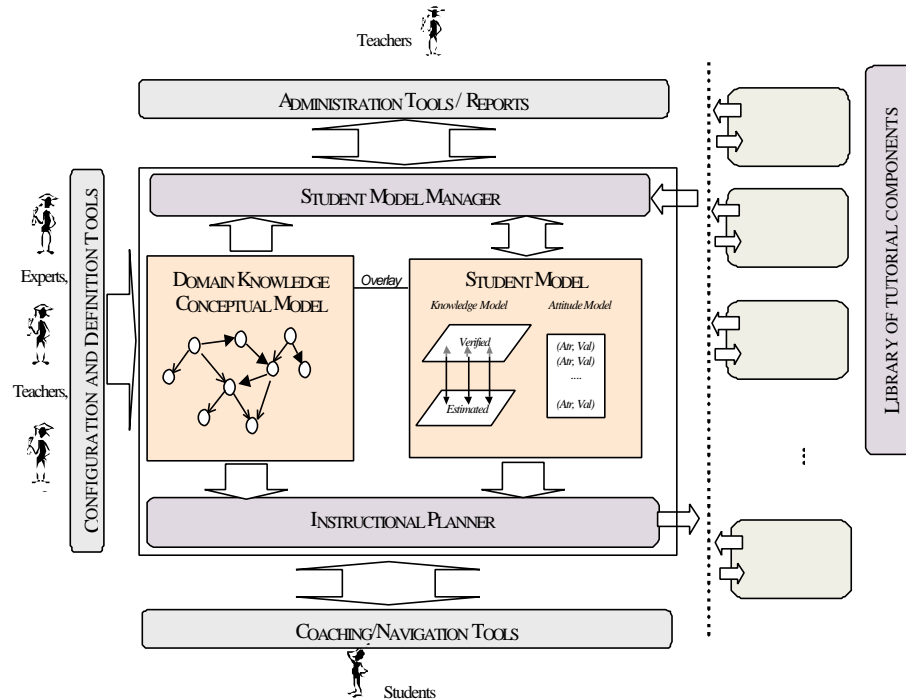 Teachers
ADMINISTRATION TOOLS / REPORTS
STUDENT MODEL MANAGER
CONFIGURATION AND DEFINITION TOOLS
Experts,
Teachers,
DOMAIN KNOWLEDGE
CONCEPTUAL MODEL
Overlay
STUDENT MODEL
Knowledge Model
Attitude Model
Verified
Estimated
(Atr, Val)
(Atr, Val)
....
(Atr, Val)
INSTRUCTIONAL PLANNER
COACHING/NAVIGATION TOOLS
Students
LIBRARY OF TUTORIAL COMPONENTS
...